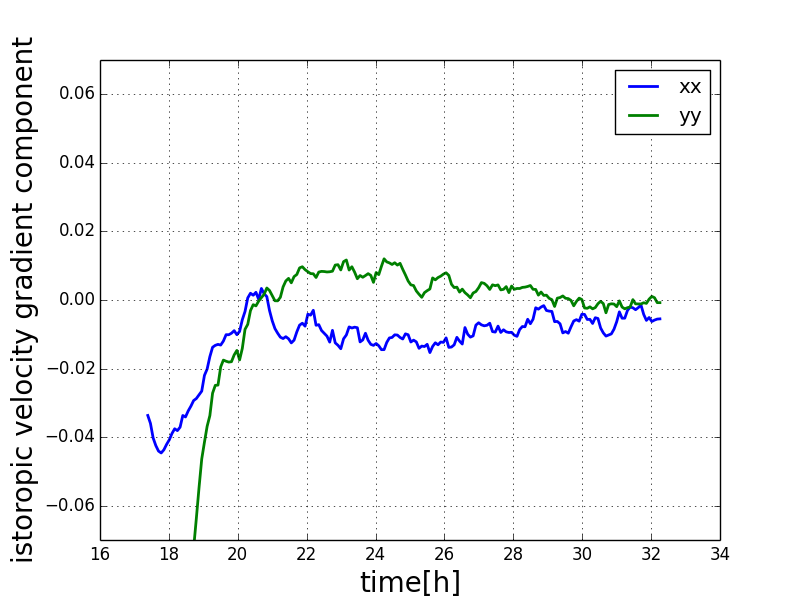 istoropic velocity gradient component
0.06
0.04
0.02
0.00
−0.02
−0.04
−0.06
16 18 20 22 24 26 28 30 32 34
time[h]
xx
yy